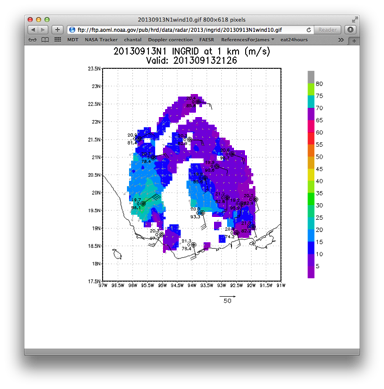 20130913N1wind10.gif 800×618 pixels
ftp://ftp.aoml.noaa.gov/pub/hrd/data/radar/2013/ingrid/20130913N1wind10.gif
Reader
MDT NASA Tracker chantal Doppler correction FAESR ReferencesForJames eat24hours
20130913N1 INGRID at 1 km (m/s)
Valid: 201309132126
23.5N
23N
22.5N
22N
21.5N
21N
20.5N
20N
19.5N
19N
18.5N
18N
17.5N
97W 96.5W 96W 95.5W 95W 94.5W 94W 93.5W 93W 92.5W 92W 91.5W 91W
80
75
70
65
60
55
50
45
40
35
30
25
20
15
10
5
50